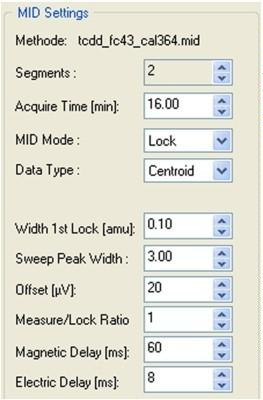 MID Settings
Methode: tcdd_fc43_cal364.mid
Segments : 2
Acquire Time [min]: 16.00
MID Mode : Lock
Data Type : Centroid
Width 1st Lock [amu]: 0.10
Sweep Peak Width : 3.00
Offset [µV]: 20
Measure/Lock Ratio 1
Magnetic Delay [ms]: 60
Electric Delay [ms]: 8